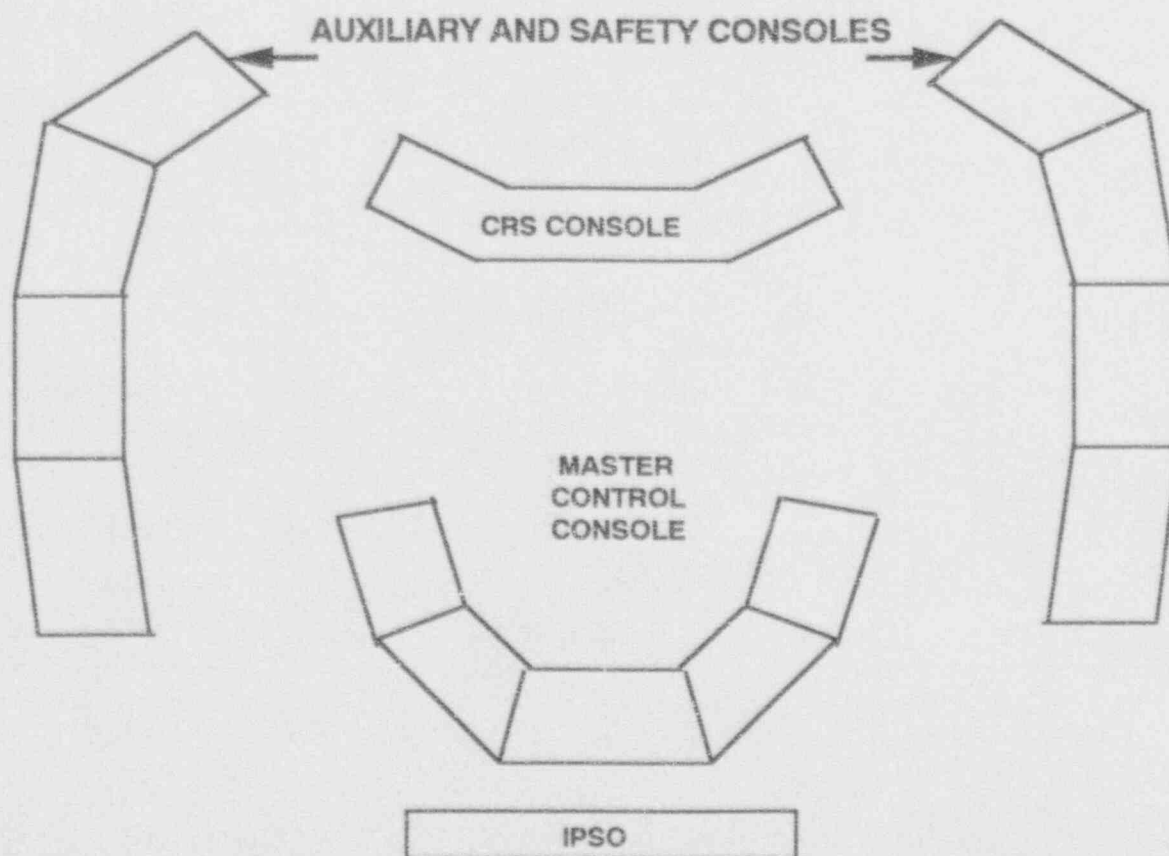 AUXILIARY AND SAFETY CONSOLES
CRS CONSOLE
MASTER
CONTROL
CONSOLE
IPSO